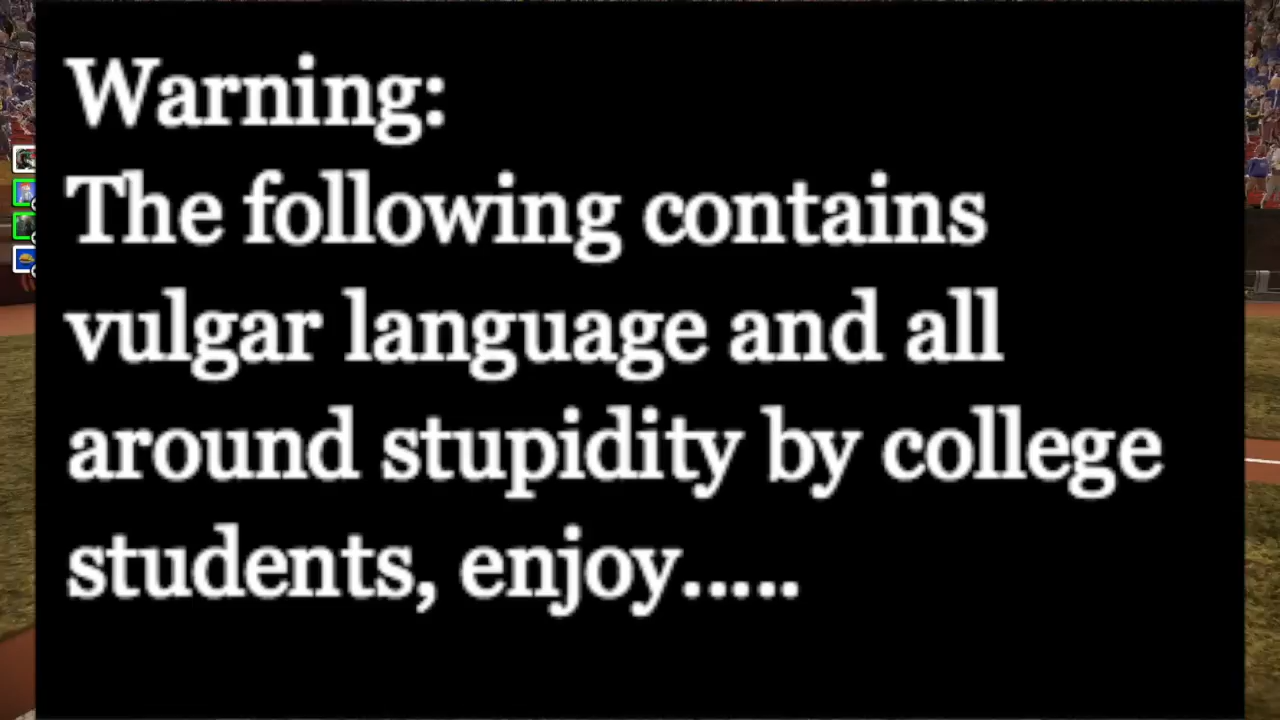 Warning:
The following contains
vulgar language and all
around stupidity by college
students, enjoy.....